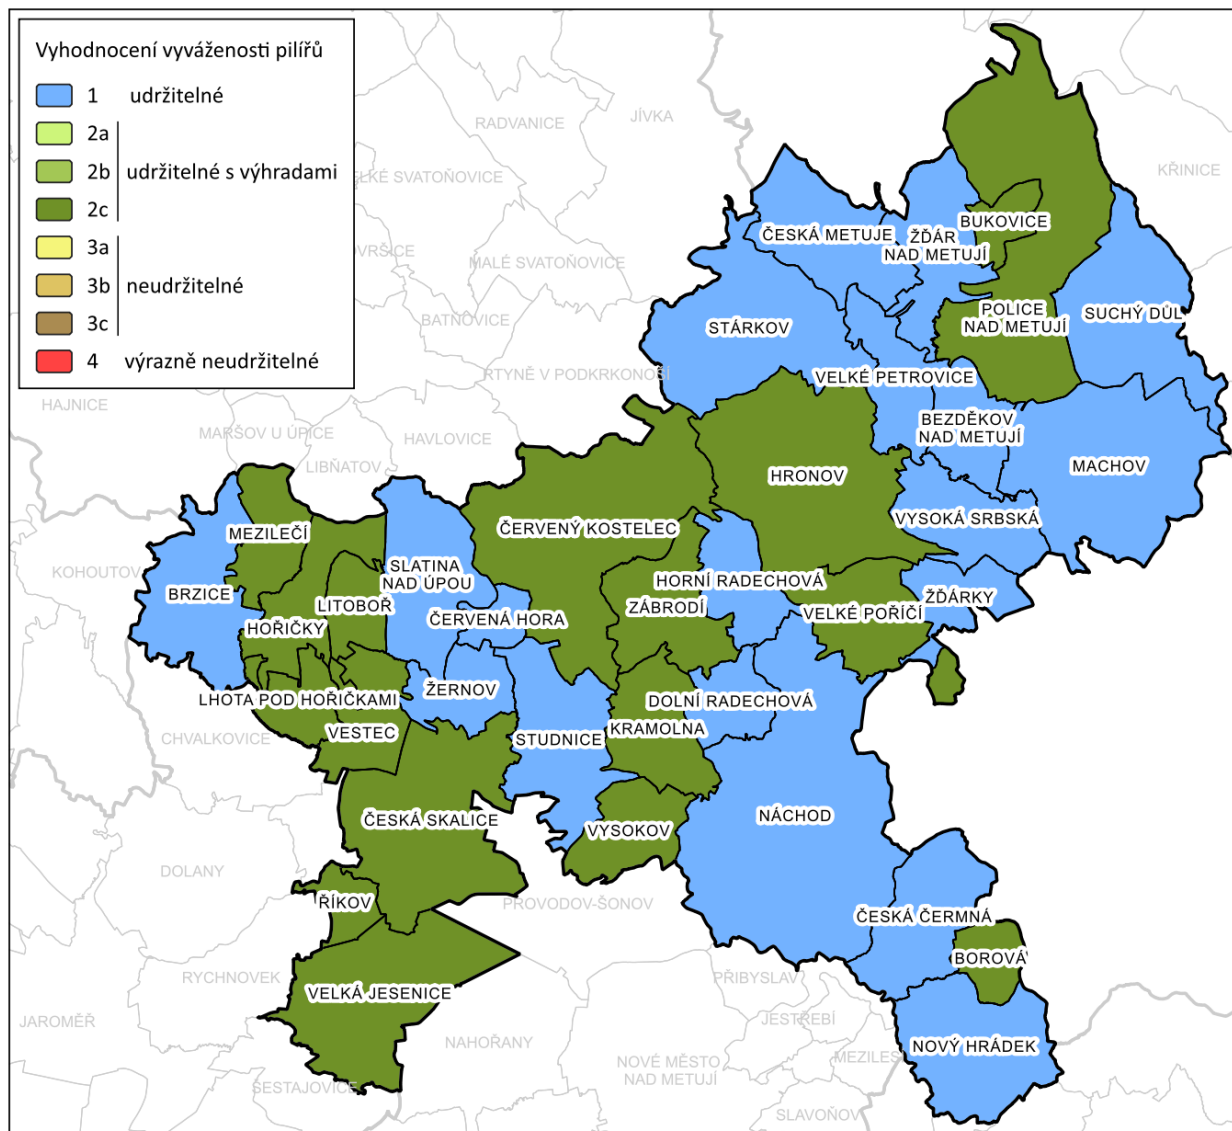 Vyhodnocení vyváženosti pilířů
1 udržitelné
2a
2b udržitelné s výhradami
2c
3a
3b neudržitelné
3c
4 výrazně neudržitelné
JÍVKA
RADVANICE
KŘINICE
LKÉ SVATOŇOVICE
BUKOVICE
ČESKÁ METUJE
ŽĎÁR
NAD METUJÍ
OVRŠICE
MALÉ SVATOŇOVICE
POLICE
NAD METUJÍ
SUCHÝ DŮL
BATŇOVICE
STÁRKOV
RTYNĚ V PODKRKONOŠÍ
VELKÉ PETROVICE
HAJNICE
MARŠOV U ÚPICE
HAVLOVICE
BEZDĚKOV
NAD METUJÍ
LIBŇATOV
HRONOV
MACHOV
ČERVENÝ KOSTELEC
VYSOKÁ SRBSKÁ
MEZILEČÍ
KOHOUTOV
SLATINA
NAD ÚPOU
BRZICE
LITOBOŘ
HORNÍ RADECHOVÁ
ŽĎÁRKY
ZÁBRODÍ
VELKÉ POŘÍČÍ
ČERVENÁ HORA
HOŘIČKY
ŽERNOV
LHOTA POD HOŘIČKAMI
DOLNÍ RADECHOVÁ
VESTEC
KRAMOLNA
STUDNICE
CHVALKOVICE
ČESKÁ SKALICE
NÁCHOD
VYSOKOV
DOLANY
ŘÍKOV
PROVODOV-ŠONOV
ČESKÁ ČERMNÁ
BOROVÁ
RYCHNOVEK
PŘIBYSLAV
VELKÁ JESENICE
JAROMĚŘ
JESTŘEBÍ
NAHOŘANY
NOVÝ HRÁDEK
MEZILES
NOVÉ MĚSTO
NAD METUJÍ
ŠESTAJOVICE
SLAVOŇOV